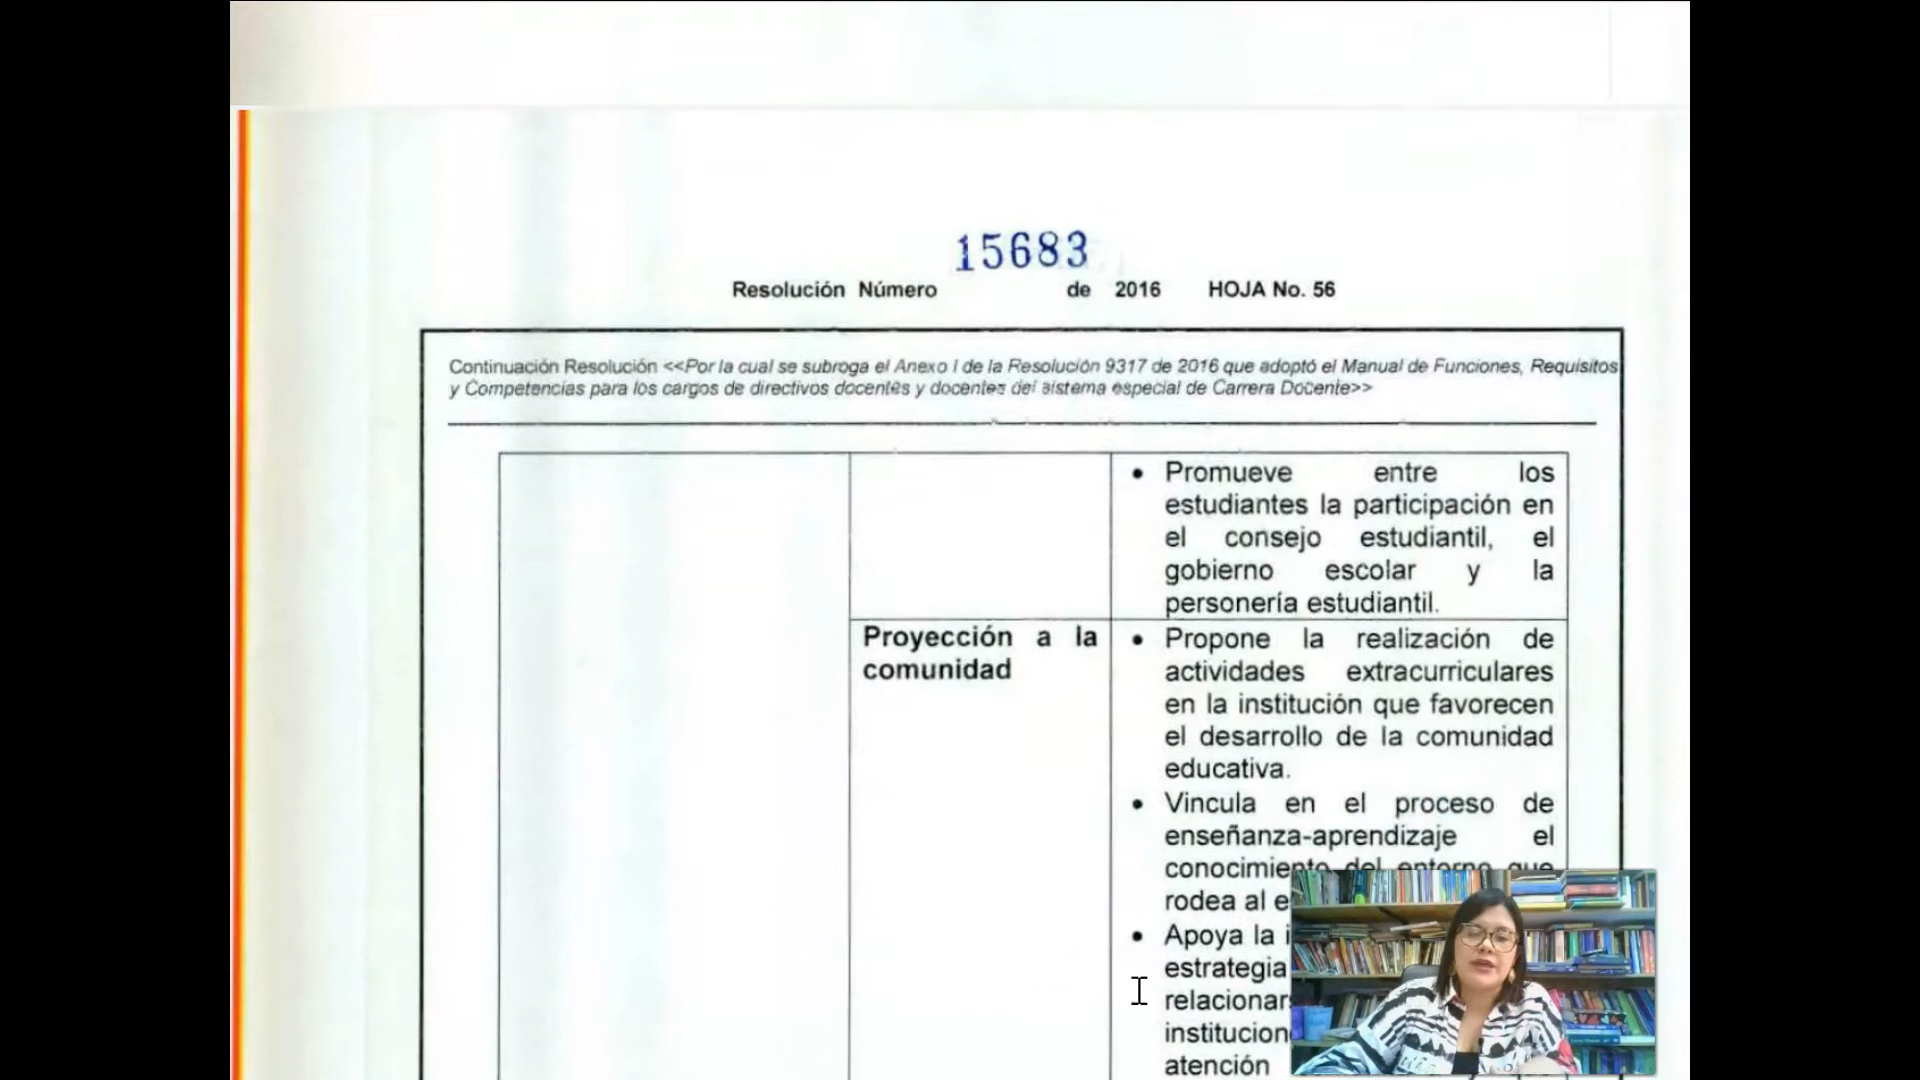 15683
Resolución Número de 2016 HOJA No. 56
Continuación Resolución <<Por la cual se subroga el Anexo I de la Resolución 9317 de 2016 que adoptó el Manual de Funciones, Requisitos
y Competencias para los cargos de directivos docentes y docentes del sistema especial de Carrera Docente>>
• Promueve entre los
estudiantes la participación en
el consejo estudiantil, el
gobierno escolar y la
personería estudiantil.
Proyección a la
comunidad
• Propone la realización de
actividades extracurriculares
en la institución que favorecen
el desarrollo de la comunidad
educativa.
• Vincula en el proceso de
enseñanza-aprendizaje el
conocimiento del entorno que
rodea al
• Apoya la
estrategia
atención